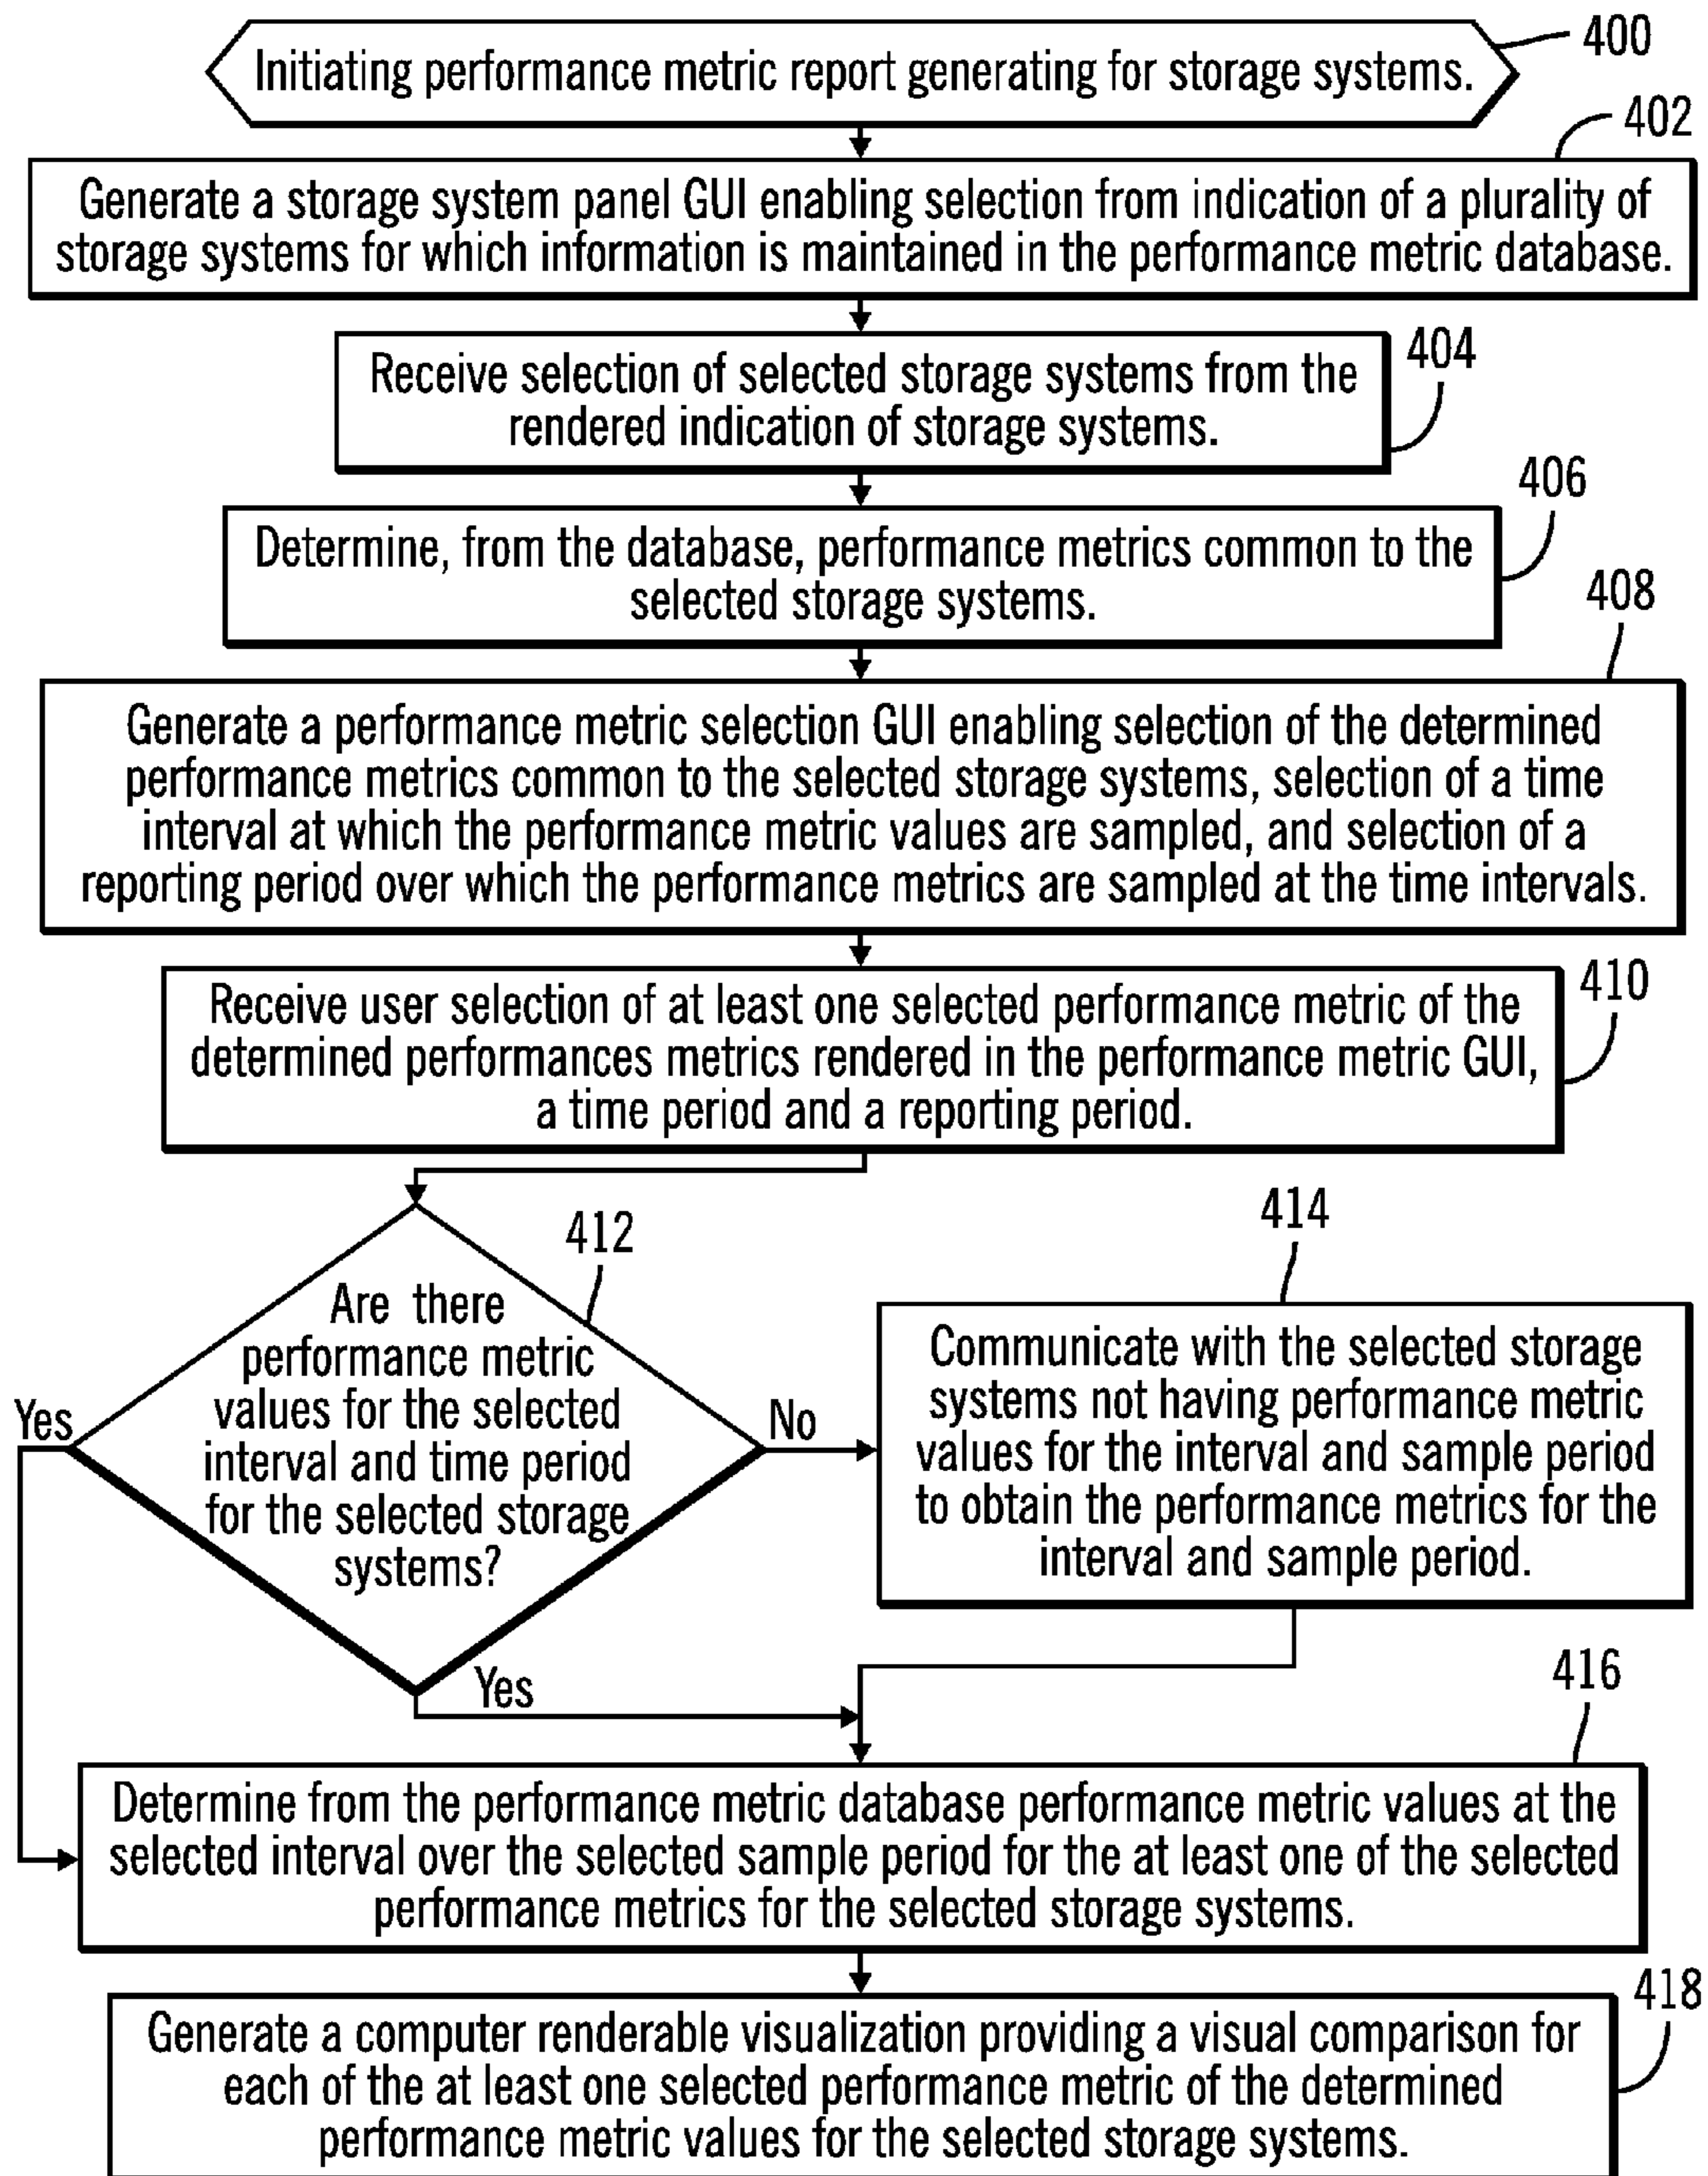 Initiating performance metric report generating for storage systems.
400
402
Generate a storage system panel GUI enabling selection from indication of a plurality of
storage systems for which information is maintained in the performance metric database.
404
Receive selection of selected storage systems from the
rendered indication of storage systems.
406
Determine, from the database, performance metrics common to the
selected storage systems.
408
Generate a performance metric selection GUI enabling selection of the determined
performance metrics common to the selected storage systems, selection of a time
interval at which the performance metric values are sampled, and selection of a
reporting period over which the performance metrics are sampled at the time intervals.
410
Receive user selection of at least one selected performance metric of the
determined performances metrics rendered in the performance metric GUI,
a time period and a reporting period.
412
Are there
performance metric
values for the selected
interval and time period
for the selected storage
systems?
Yes
No
Yes
414
Communicate with the selected storage
systems not having performance metric
values for the interval and sample period
to obtain the performance metrics for the
interval and sample period.
416
Determine from the performance metric database performance metric values at the
selected interval over the selected sample period for the at least one of the selected
performance metrics for the selected storage systems.
418
Generate a computer renderable visualization providing a visual comparison for
each of the at least one selected performance metric of the determined
performance metric values for the selected storage systems.